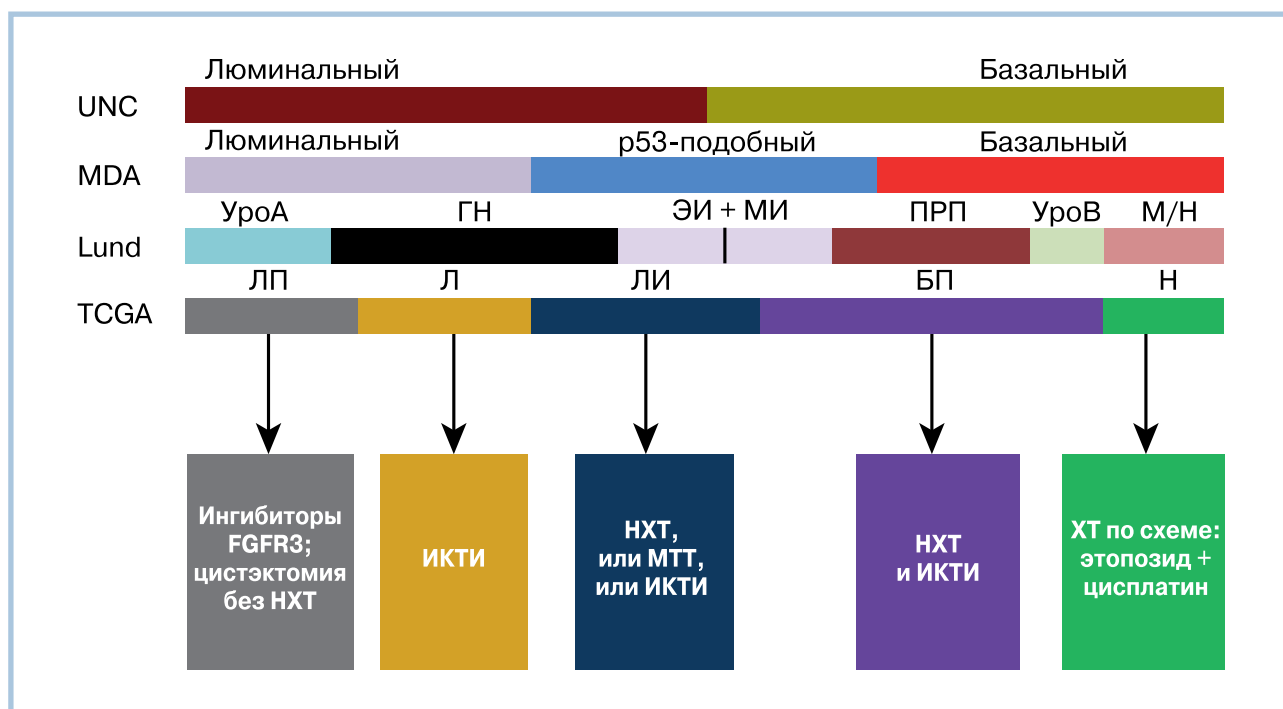 Люминальный Базальный
UNC
Люминальный р53-подобный Базальный
MDA
УроА ГН ЭИ + МИ ПРП УроВ М/Н
Lund
ЛП Л ЛИ БП Н
TCGA
Ингибиторы
FGFR3;
цистэктомия
без НХТ
ИКТИ
НХТ,
или МТТ,
или ИКТИ
НХТ
и ИКТИ
ХТ по схеме:
этопозид +
цисплатин